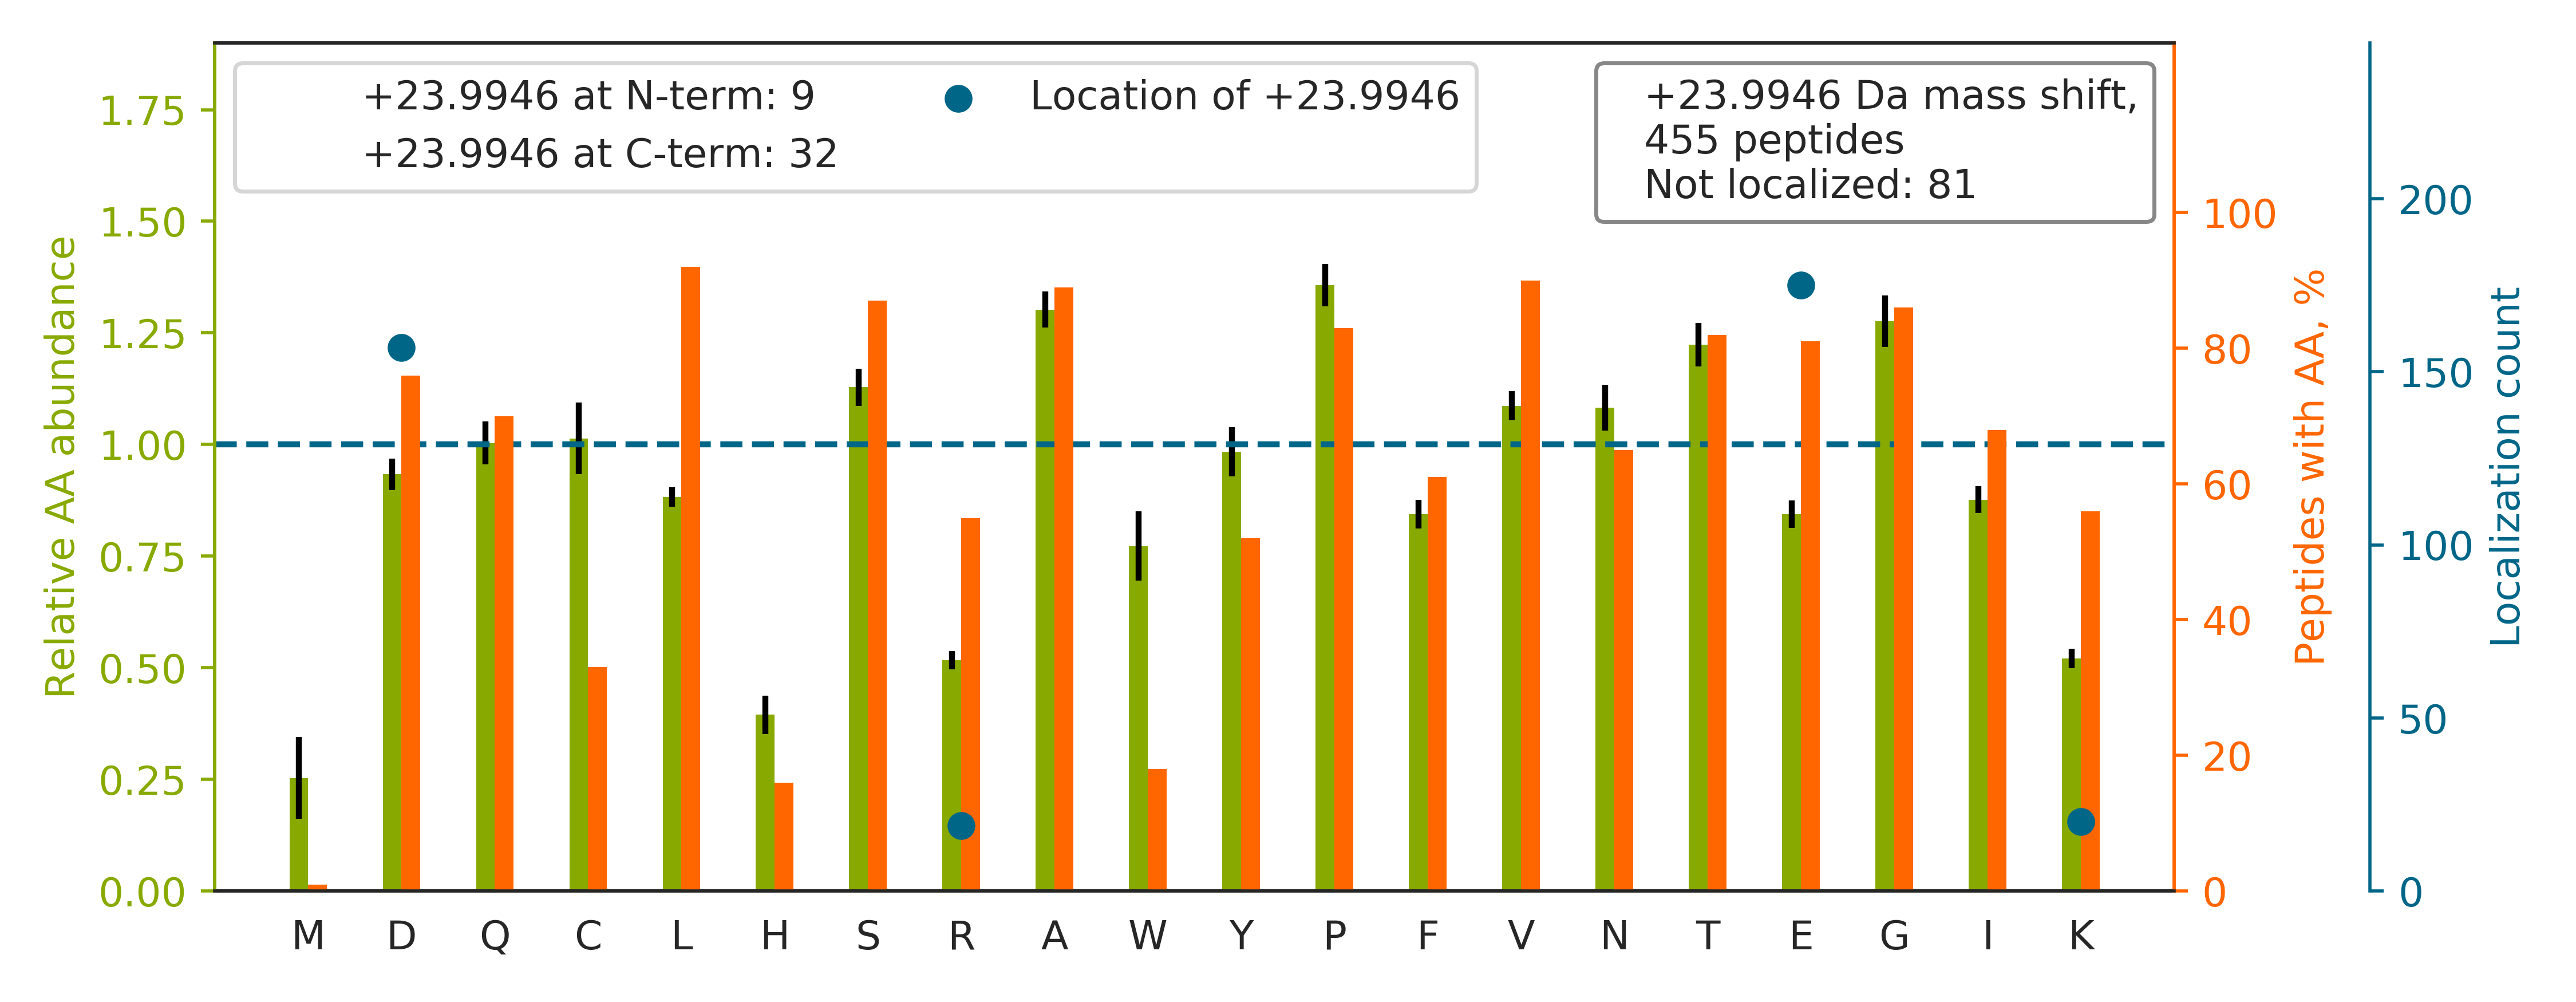 +23.9946 at N-term: 9
+23.9946 at C-term: 32
Location of +23.9946
+23.9946 Da mass shift,
455 peptides
Not localized: 81
Relative AA abundance
1.75
1.50
1.25
1.00
0.75
0.50
0.25
0.00
M D Q C L H S R A W Y P F V N T E G I K
100
80
60
40
20
0
Peptides with AA, %
200
150
100
50
0
Localization count